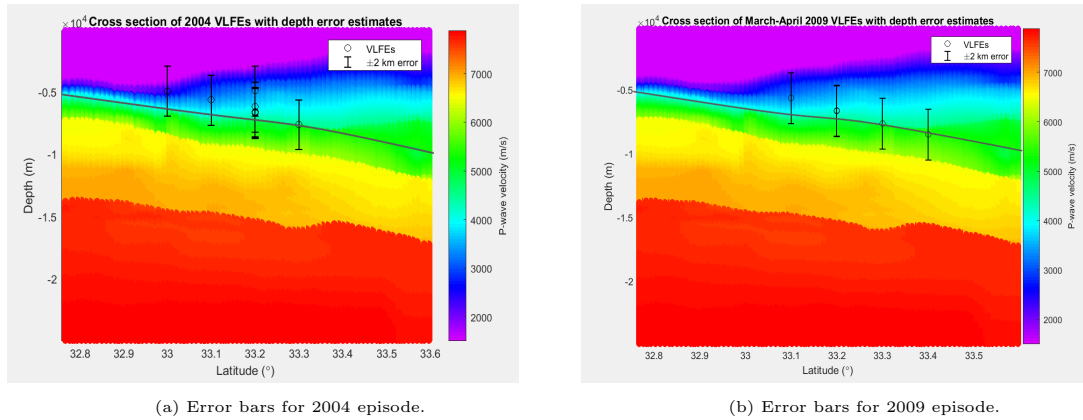 ×10⁴ Cross section of 2004 VLFEs with depth error estimates
VLFEs
±2 km error
-0.5
-1
-1.5
-2
Depth (m)
32.8 32.9 33 33.1 33.2 33.3 33.4 33.5 33.6
Latitude (°)
7000
6000
5000
4000
3000
2000
P-wave velocity (m/s)
(a) Error bars for 2004 episode.
×10⁴ Cross section of March-April 2009 VLFEs with depth error estimates
VLFEs
±2 km error
-0.5
-1
-1.5
-2
Depth (m)
32.8 32.9 33 33.1 33.2 33.3 33.4 33.5
Latitude (°)
7000
6000
5000
4000
3000
2000
P-wave velocity (m/s)
(b) Error bars for 2009 episode.